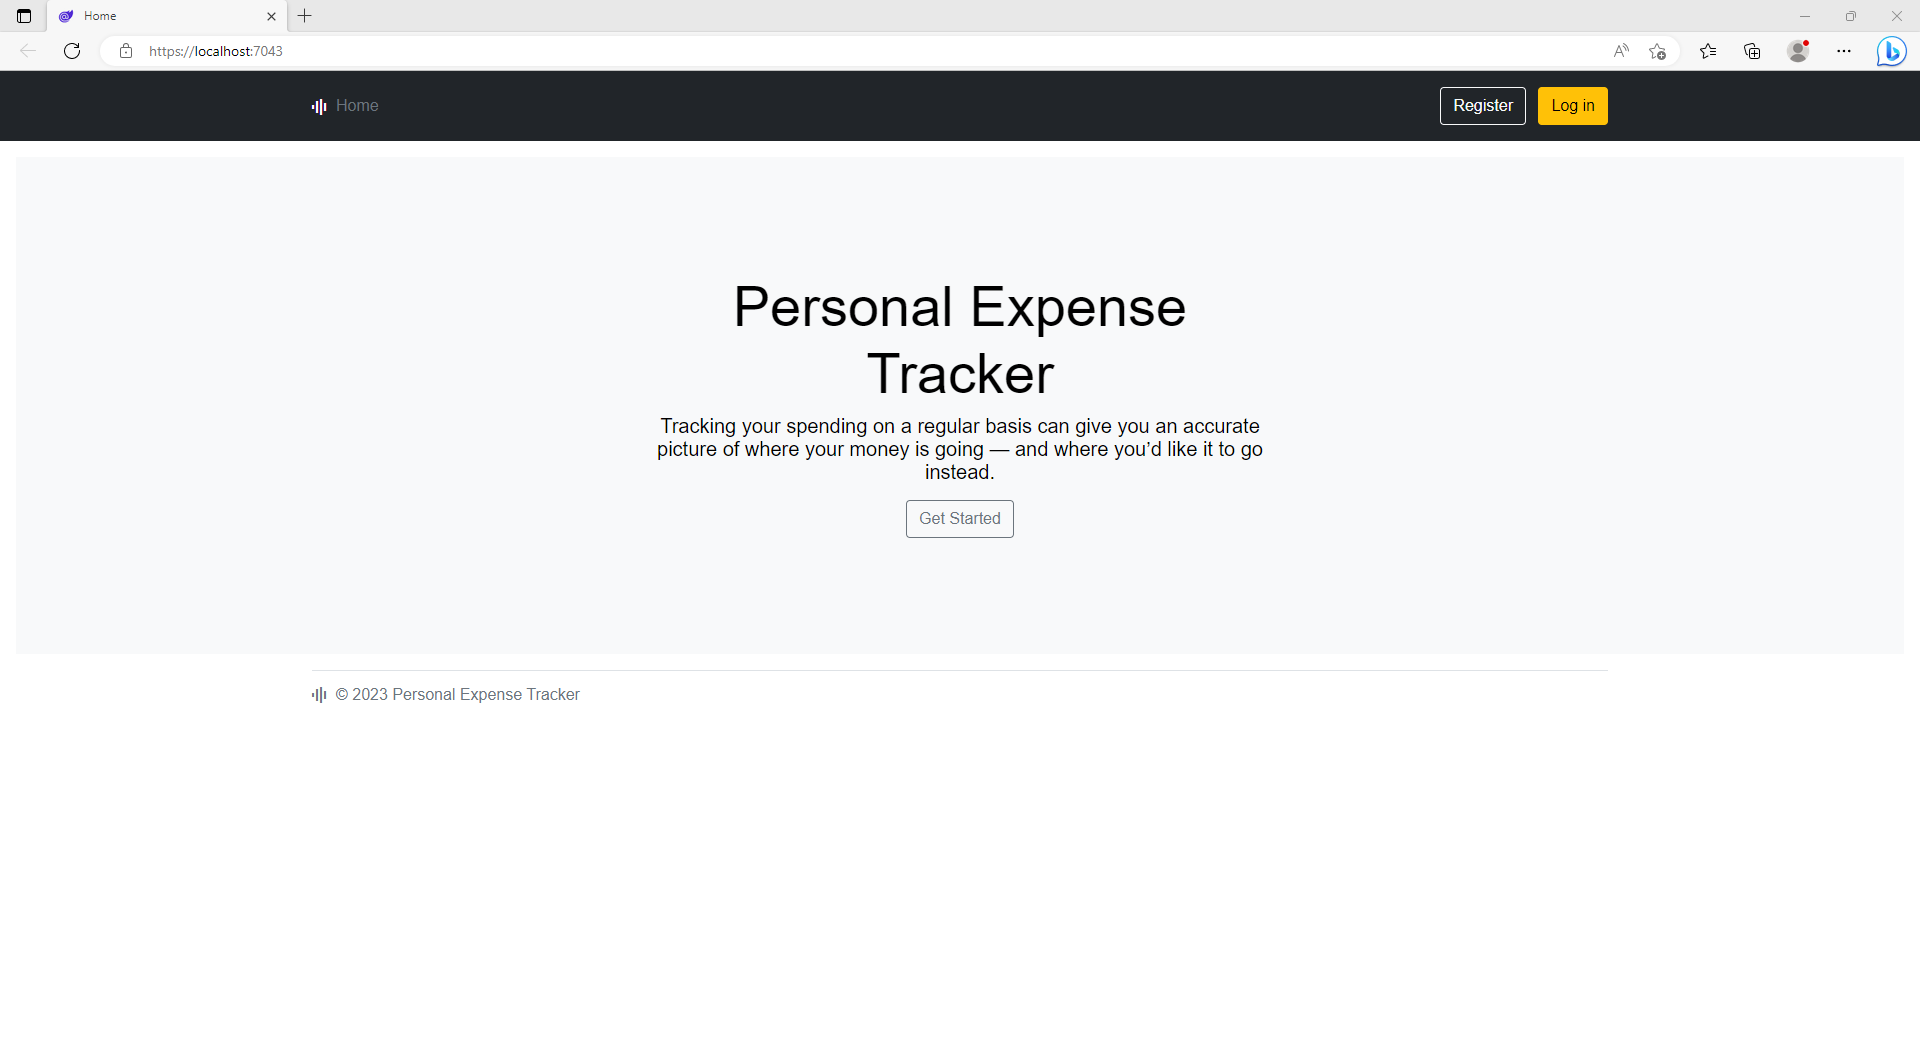 Home
https://localhost:7043
Home
Register
Log in
Personal Expense
Tracker
Tracking your spending on a regular basis can give you an accurate
picture of where your money is going — and where you’d like it to go
instead.
Get Started
© 2023 Personal Expense Tracker